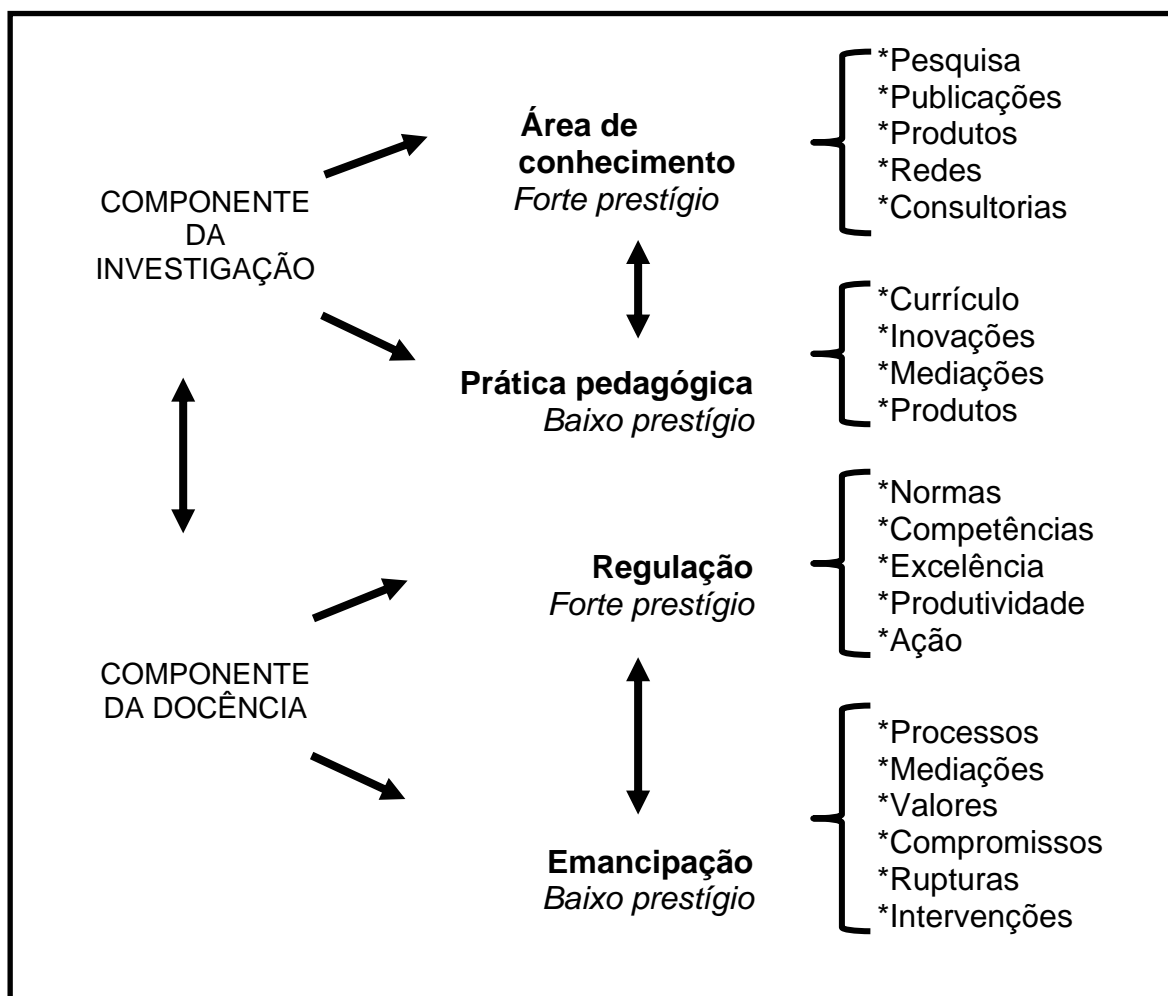 COMPONENTE
DA
INVESTIGAÇÃO
Área de
conhecimento
Forte prestígio
*Pesquisa
*Publicações
*Produtos
*Redes
*Consultorias
Prática pedagógica
Baixo prestígio
*Currículo
*Inovações
*Mediações
*Produtos
COMPONENTE
DA DOCÊNCIA
Regulação
Forte prestígio
*Normas
*Competências
*Excelência
*Produtividade
*Ação
Emancipação
Baixo prestígio
*Processos
*Mediações
*Valores
*Compromissos
*Rupturas
*Intervenções